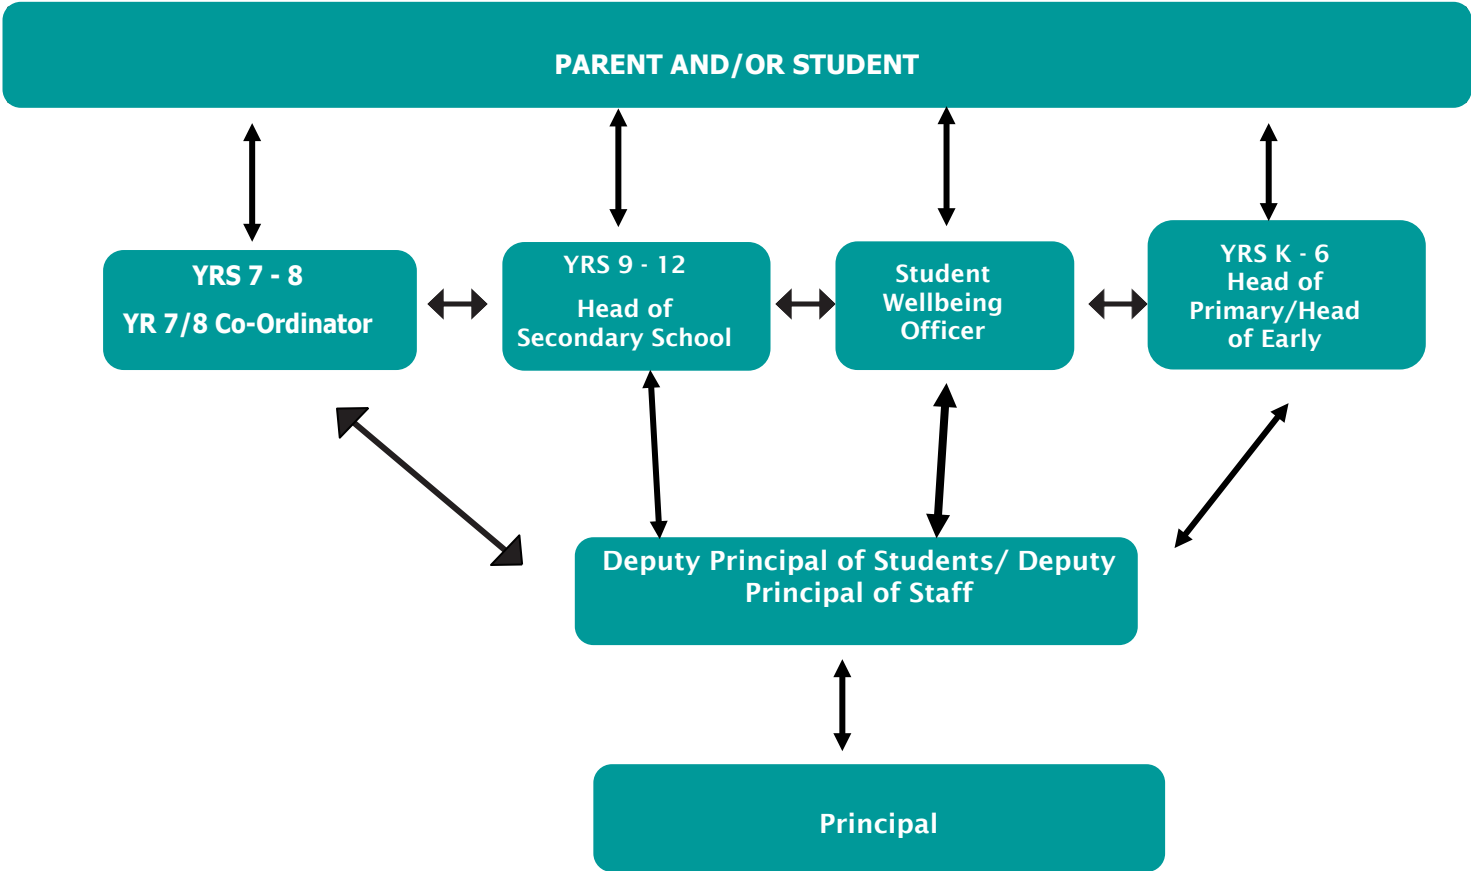 PARENT AND/OR STUDENT
YRS 7 - 8
YR 7/8 Co-Ordinator
YRS 9 - 12
Head of
Secondary School
Student
Wellbeing
Officer
YRS K - 6
Head of
Primary/Head
of Early
Deputy Principal of Students/ Deputy
Principal of Staff
Principal